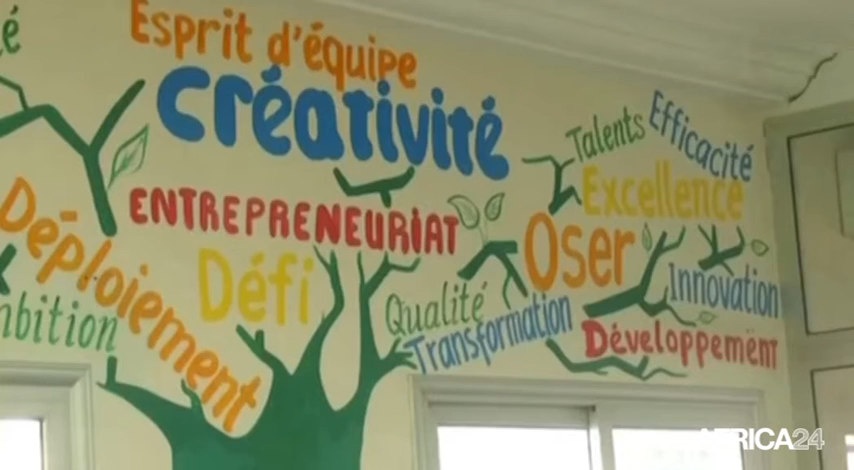 Esprit d'équipe
créativité
Talents
Efficacité
Excellence
ENTREPRENEURIAT
Déploiement
Défi
Oser
Qualité
Innovation
Transformation
Développement
AFRICA24